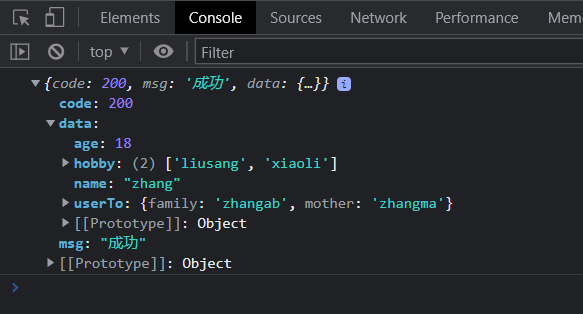 Elements Console Sources Network Performance Mem
top Filter
{code: 200, msg: '成功', data: {…}} i
code: 200
data:
age: 18
hobby: (2) ['liusang', 'xiaoli']
name: "zhang"
userTo: {family: 'zhangab', mother: 'zhangma'}
[[Prototype]]: Object
msg: "成功"
[[Prototype]]: Object